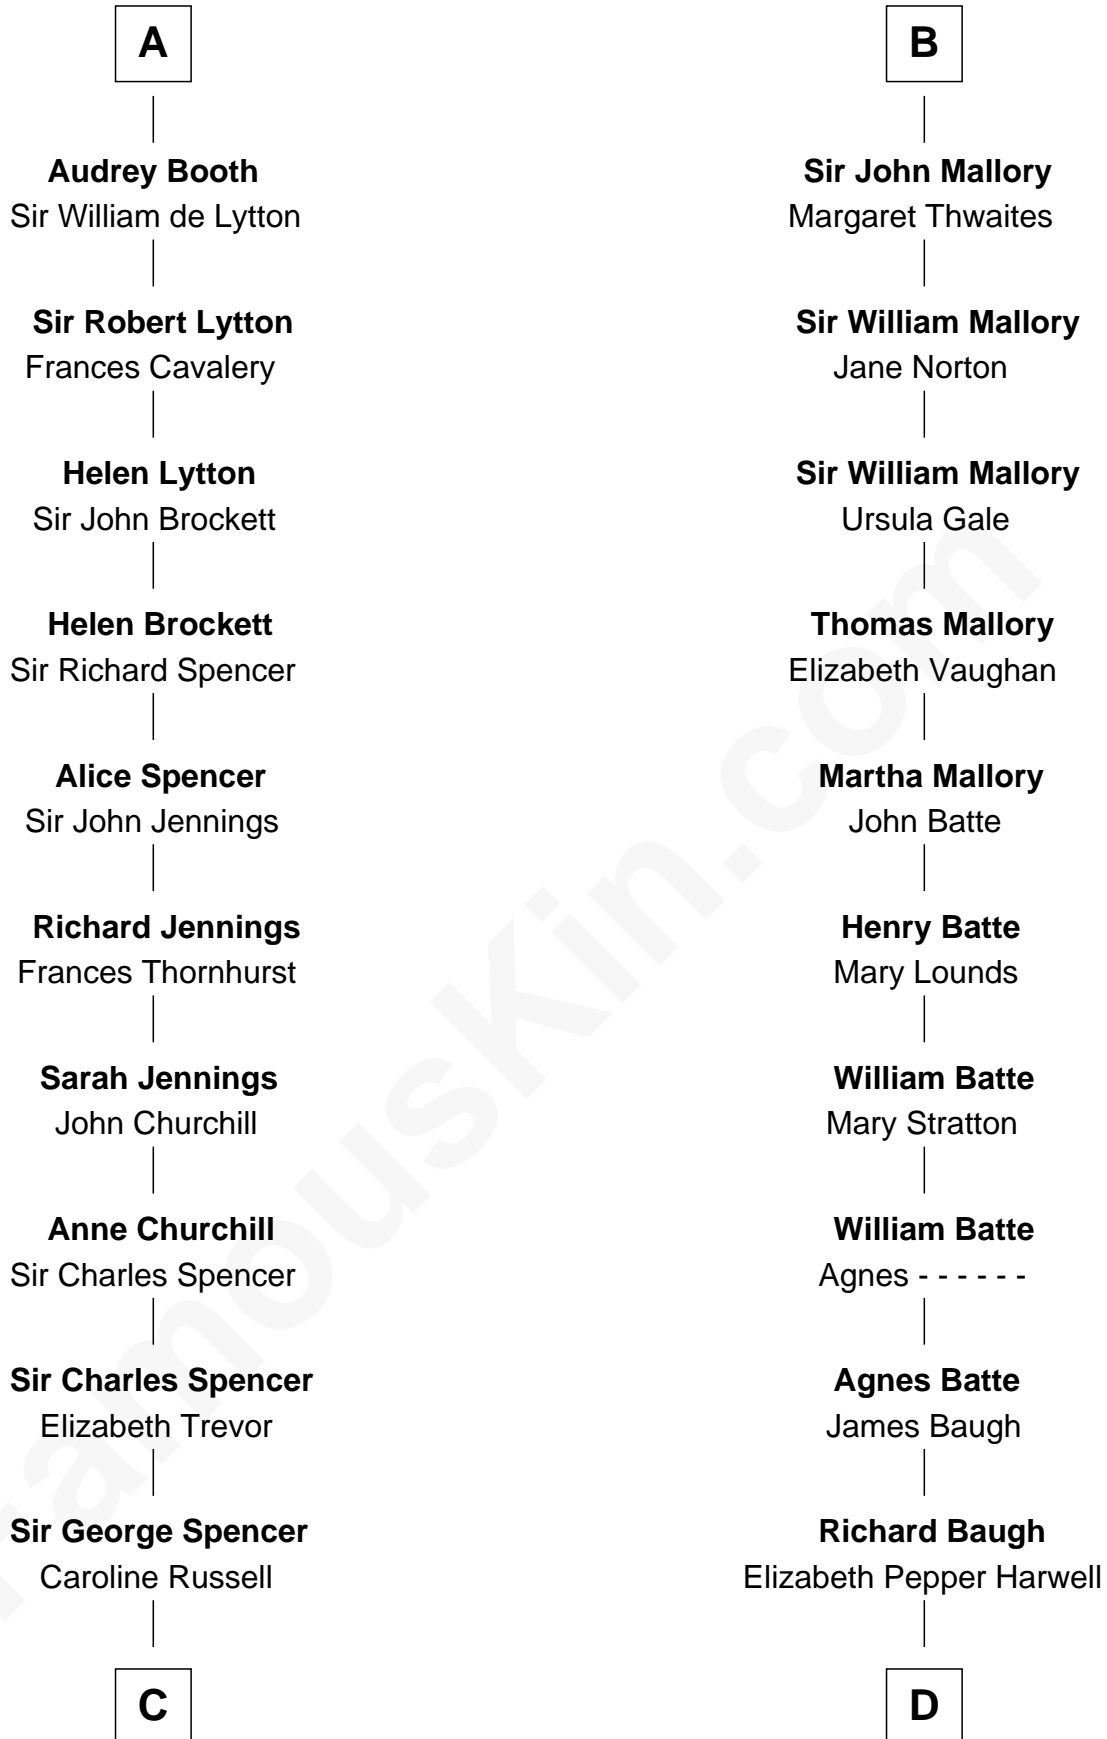 A
Audrey Booth
Sir William de Lytton
Sir Robert Lytton
Frances Cavalery
Helen Lytton
Sir John Brockett
Helen Brockett
Sir Richard Spencer
Alice Spencer
Sir John Jennings
Richard Jennings
Frances Thornhurst
Sarah Jennings
John Churchill
Anne Churchill
Sir Charles Spencer
Sir Charles Spencer
Elizabeth Trevor
Sir George Spencer
Caroline Russell
C
B
Sir John Mallory
Margaret Thwaites
Sir William Mallory
Jane Norton
Sir William Mallory
Ursula Gale
Thomas Mallory
Elizabeth Vaughan
Martha Mallory
John Batte
Henry Batte
Mary Lounds
William Batte
Mary Stratton
William Batte
Agnes - - - - - -
Agnes Batte
James Baugh
Richard Baugh
Elizabeth Pepper Harwell
D
FamousKin.com